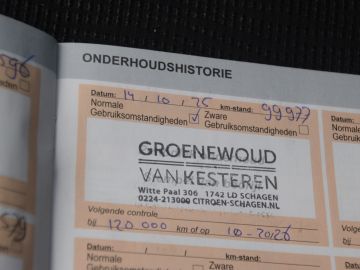 596
ONDERHOUDSHISTORIE
Datum: 14, 10, 25 km-stand: 99977
Normale Zware
Gebruiksomstandigheden Gebruiksomstandigheden
GROENEWOUD
VAN KESTEREN
Witte Paal 306 1742 LD SCHAGEN
0224-213000 CITROEN-SCHAGEN.NL
Volgende controle
bij 120000 km of op 10-2026
Datum: / / km-stand:
Normale Zware